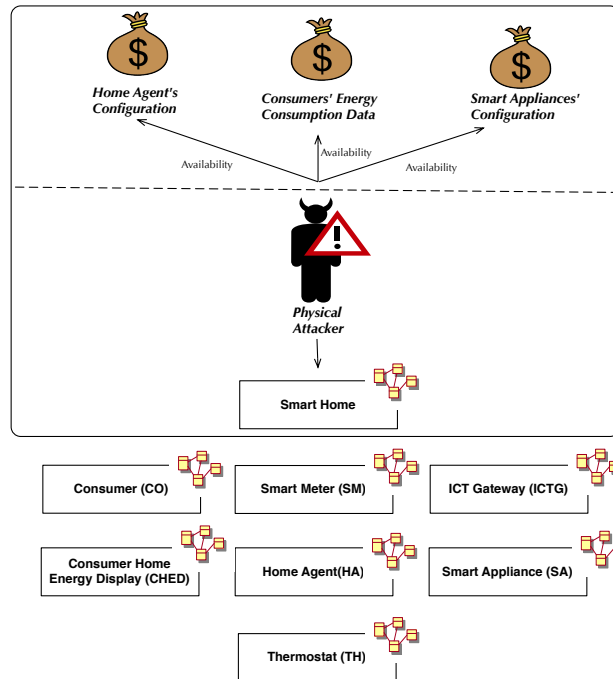 $ $ $
Home Agent's
Configuration
Consumers' Energy
Consumption Data
Smart Appliances'
Configuration
Availability
Availability
Availability
!
Physical
Attacker
Smart Home
Consumer (CO)
Smart Meter (SM)
ICT Gateway (ICTG)
Consumer Home
Energy Display (CHED)
Home Agent(HA)
Smart Appliance (SA)
Thermostat (TH)